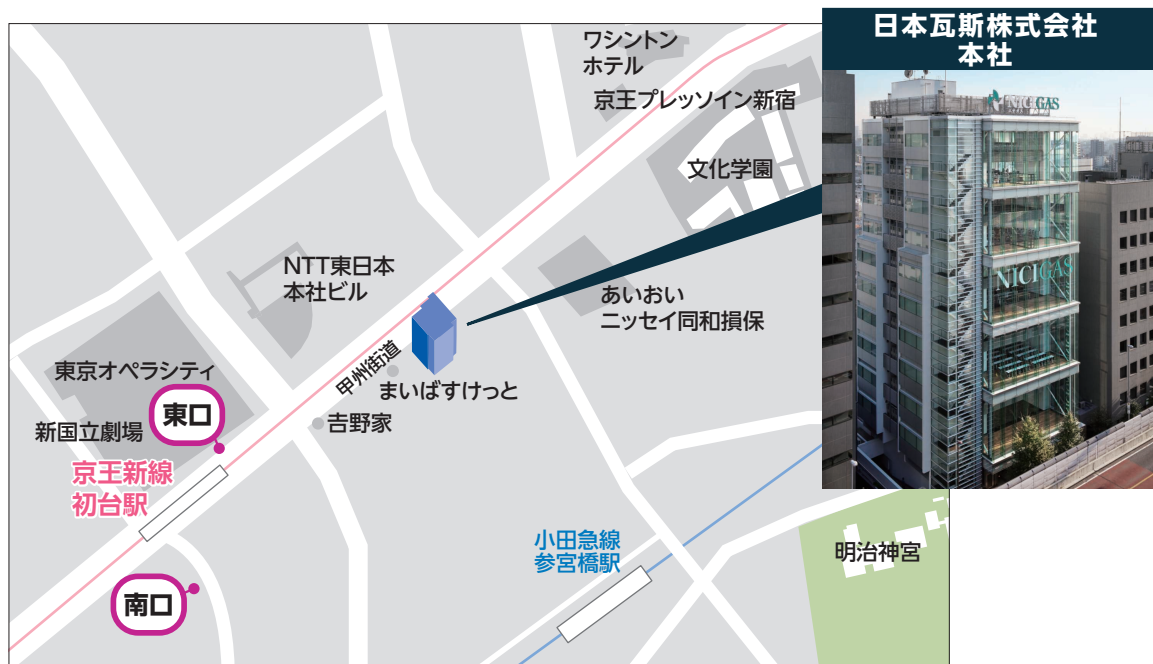 日本瓦斯株式会社
本社
NICIGAS
NICIGAS
ワシントン
ホテル
京王プレッソイン新宿
文化学園
NTT東日本
本社ビル
あいおい
ニッセイ同和損保
甲州街道
まいばすけっと
𠮷野家
東京オペラシティ
東口
新国立劇場
京王新線
初台駅
南口
小田急線
参宮橋駅
明治神宮